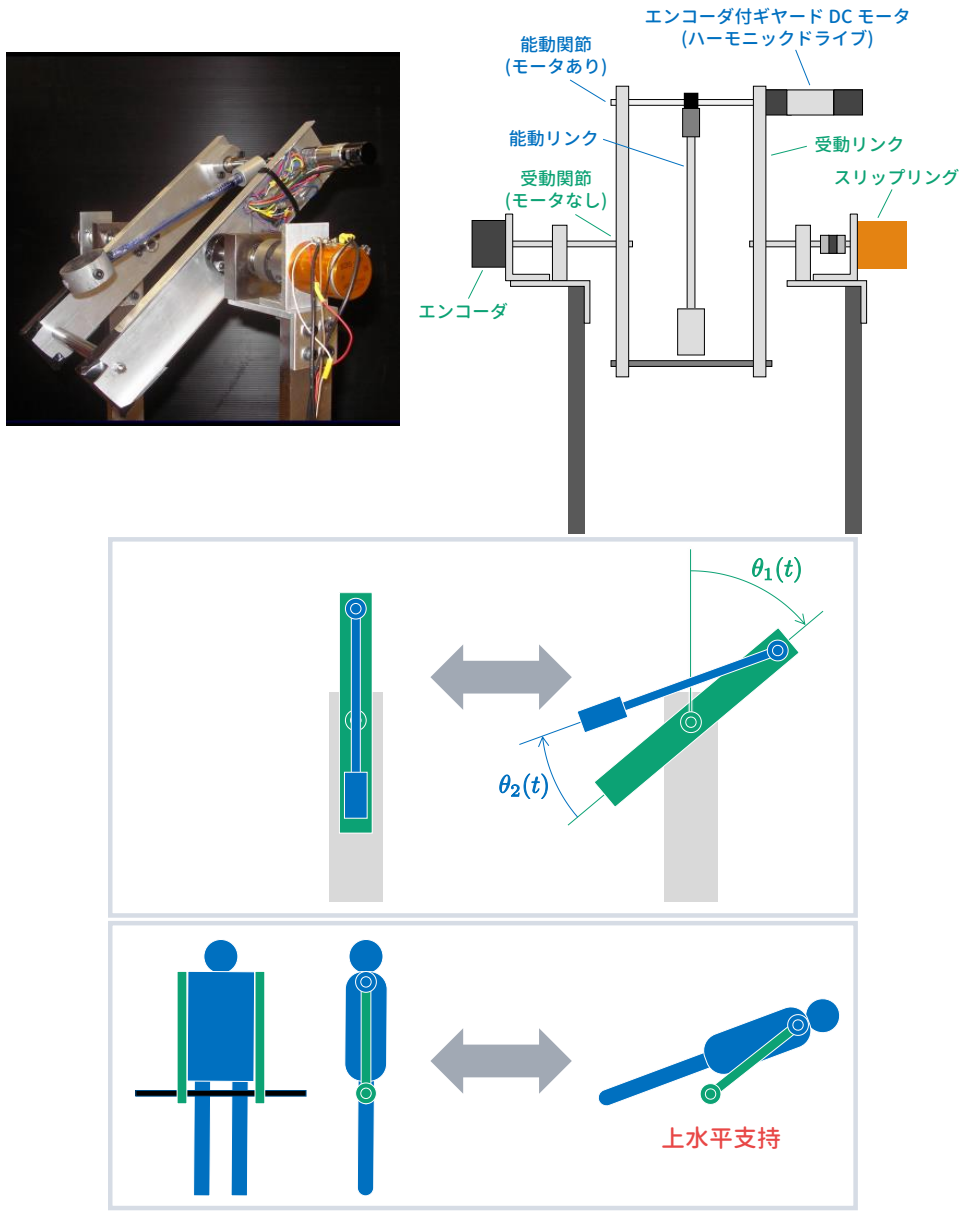 エンコーダ付ギヤード DC モータ
(ハーモニックドライブ)
能動関節
(モータあり)
能動リンク
受動リンク
受動関節
(モータなし)
スリップリング
エンコーダ
θ₁(t)
θ₂(t)
上水平支持